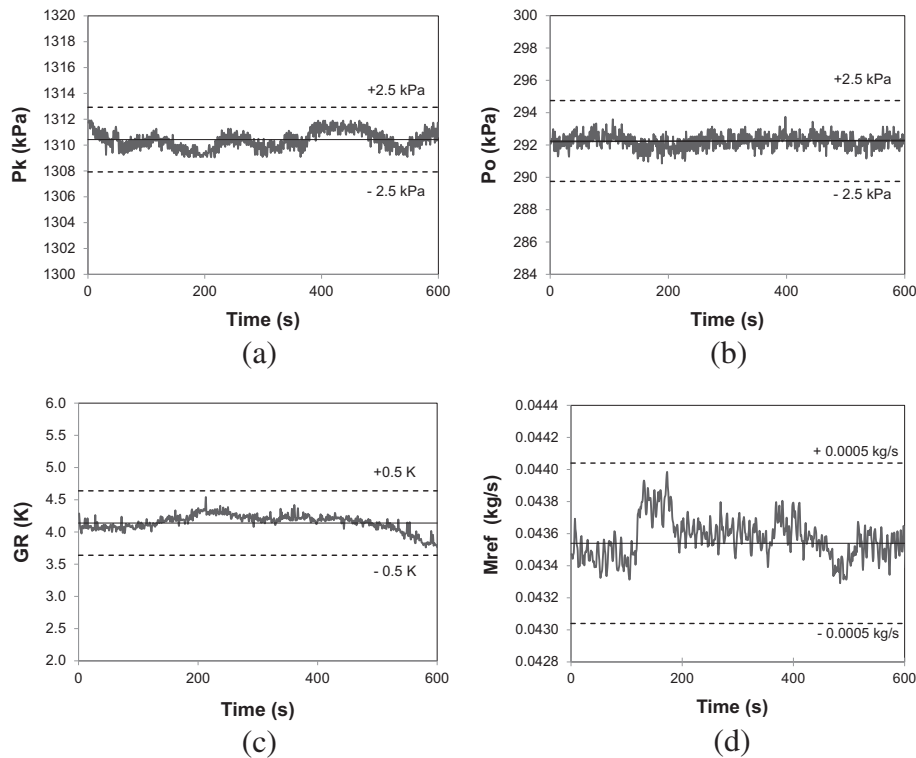 1320
1318
1316
1314
1312
1310
1308
1306
1304
1302
1300
Pk (kPa)
+2.5 kPa
- 2.5 kPa
0
200
400
600
Time (s)
(a)
300
298
296
294
292
290
288
286
284
Po (kPa)
+2.5 kPa
- 2.5 kPa
0
200
400
600
Time (s)
(b)
6.0
5.5
5.0
4.5
4.0
3.5
3.0
2.5
2.0
GR (K)
+0.5 K
- 0.5 K
0
200
400
600
Time (s)
(c)
0.0444
0.0442
0.0440
0.0438
0.0436
0.0434
0.0432
0.0430
0.0428
Mref (kg/s)
+ 0.0005 kg/s
- 0.0005 kg/s
0
200
400
600
Time (s)
(d)